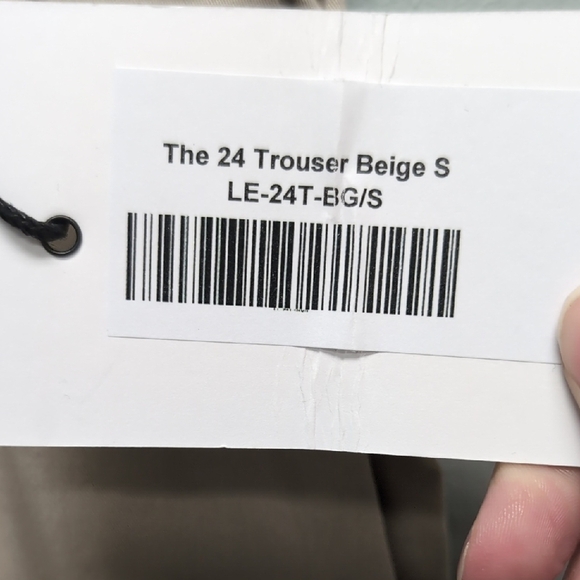 The 24 Trouser Beige S
LE-24T-BG/S